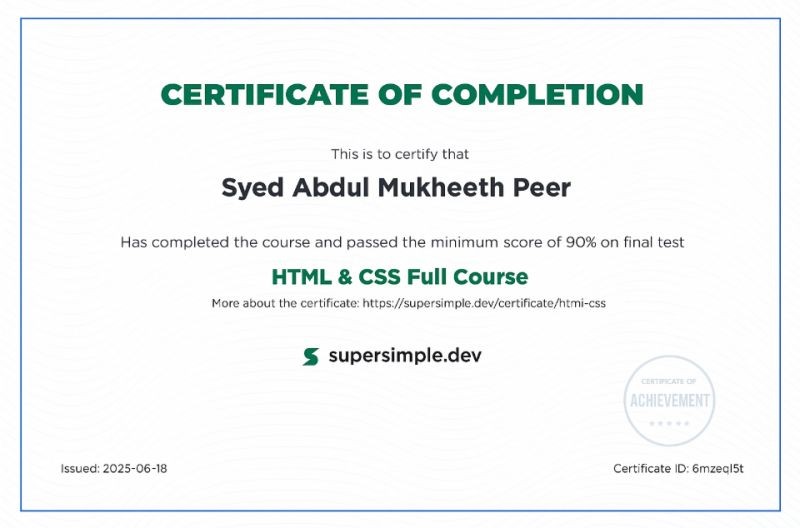 CERTIFICATE OF COMPLETION
This is to certify that
Syed Abdul Mukheeth Peer
Has completed the course and passed the minimum score of 90% on final test
HTML & CSS Full Course
More about the certificate: https://supersimple.dev/certificate/htmi-css
supersimple.dev
CERTIFICATE OF
ACHIEVEMENT
Issued: 2025-06-18
Certificate ID: 6mzeql5t